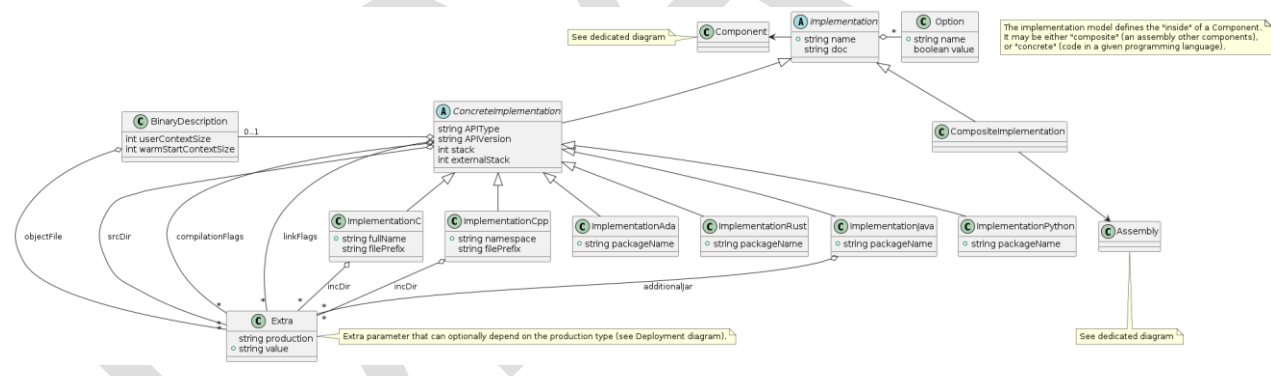 See dedicated diagram
C Component
A Implementation
string name
string doc
*
C Option
string name
boolean value
The implementation model defines the "inside" of a Component.
It may be either "composite" (an assembly other components),
or "concrete" (code in a given programming language).
C BinaryDescription
int userContextSize
int warmStartContextSize
0..1
A ConcreteImplementation
string APIType
string APIVersion
int stack
int externalStack
C CompositeImplementation
C ImplementationC
string fullName
string filePrefix
C ImplementationCpp
string namespace
string filePrefix
C ImplementationAda
string packageName
C ImplementationRust
string packageName
C ImplementationJava
string packageName
C ImplementationPython
string packageName
C Assembly
objectFile
srcDir
compilationFlags
linkFlags
incDir
incDir
additionalJar
*
*
*
*
*
*
*
C Extra
string production
string value
Extra parameter that can optionally depend on the production type (see Deployment diagram).
See dedicated diagram